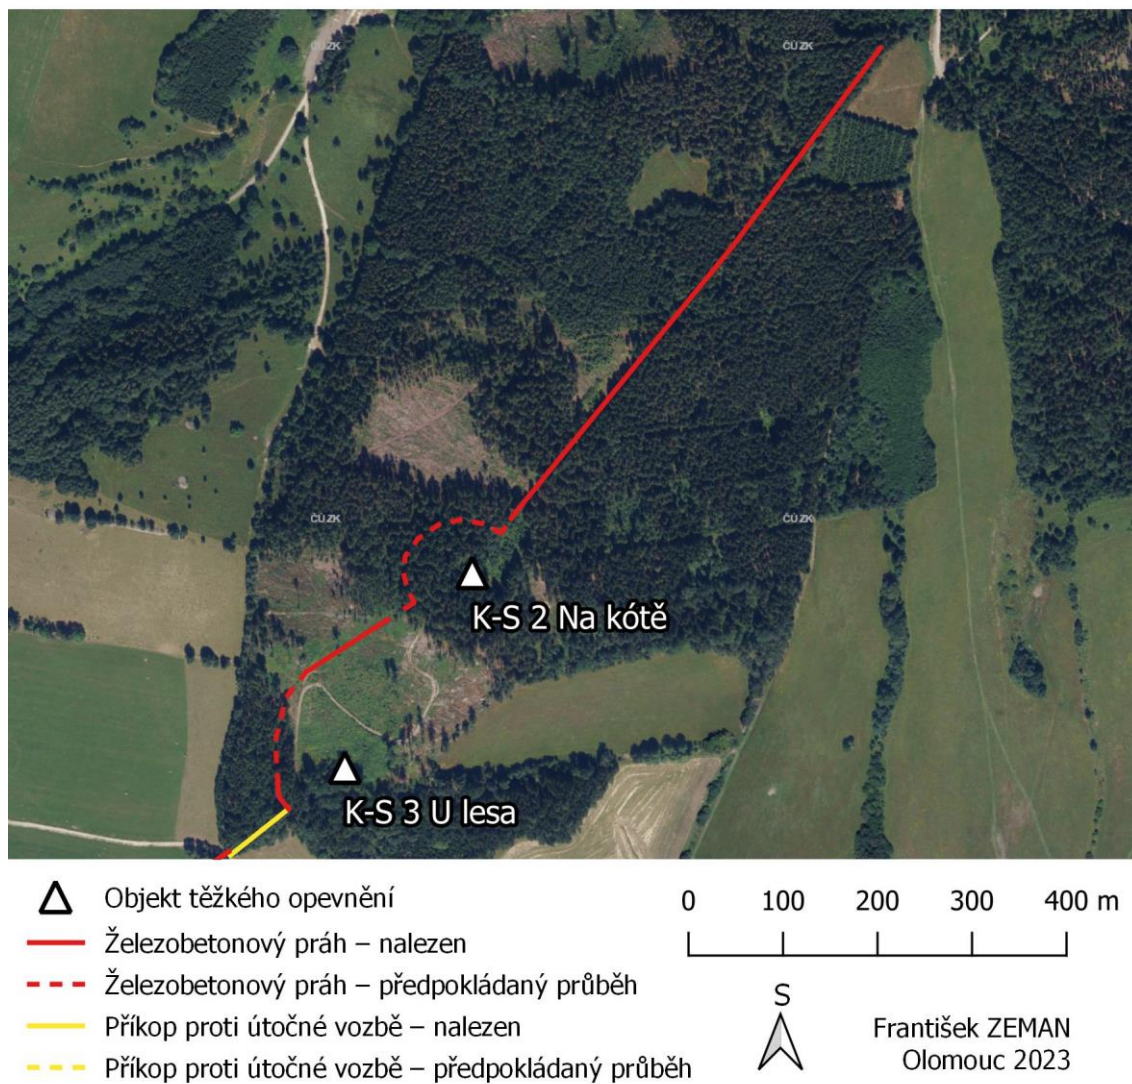 ČÚZK
ČÚZK
ČÚZK
ČÚZK
K-S 2 Na kótě
K-S 3 U lesa
Objekt těžkého opevnění
Železobetonový práh – nalezen
Železobetonový práh – předpokládaný průběh
Příkop proti útočné vozbě – nalezen
Příkop proti útočné vozbě – předpokládaný průběh
0 100 200 300 400 m
S
František ZEMAN
Olomouc 2023